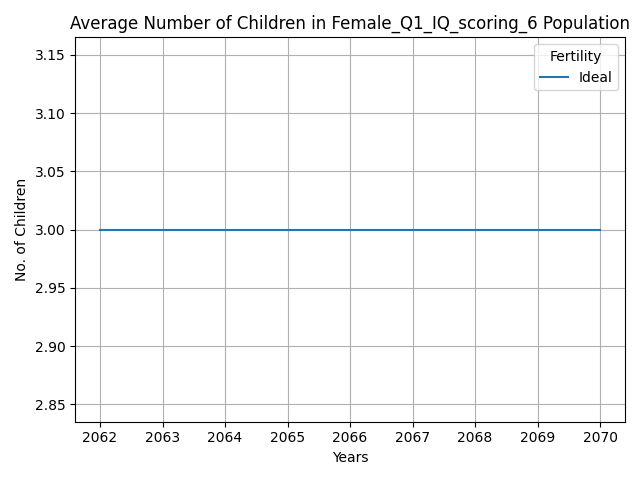 Average Number of Children in Female_Q1_IQ_scoring_6 Population
Fertility
Ideal
3.15
3.10
3.05
3.00
2.95
2.90
2.85
No. of Children
2062 2063 2064 2065 2066 2067 2068 2069 2070
Years